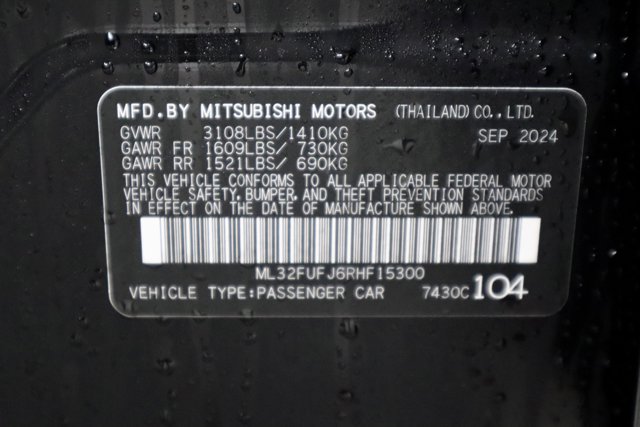 MFD.BY MITSUBISHI MOTORS (THAILAND) CO., LTD.
GVWR 3108LBS/1410KG SEP 2024
GAWR FR 1609LBS/ 730KG
GAWR RR 1521LBS/ 690KG
THIS VEHICLE CONFORMS TO ALL APPLICABLE FEDERAL MOTOR
VEHICLE SAFETY, BUMPER, AND THEFT PREVENTION STANDARDS
IN EFFECT ON THE DATE OF MANUFACTURE SHOWN ABOVE.
ML32FUFJ6RHF15300
VEHICLE TYPE:PASSENGER CAR 7430C 104